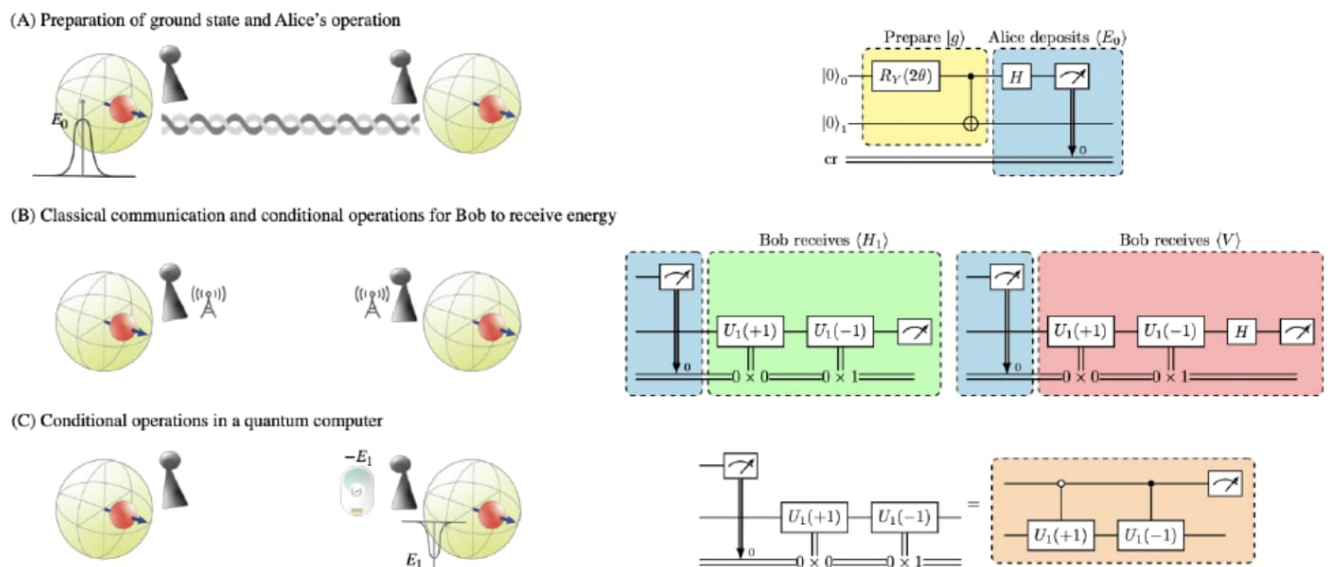 (A) Preparation of ground state and Alice's operation
Prepare |g⟩ Alice deposits ⟨E₀⟩
|0⟩₀ R_Y(2θ) H
E₀
|0⟩₁
cr 0
(B) Classical communication and conditional operations for Bob to receive energy
Bob receives ⟨H₁⟩ Bob receives ⟨V⟩
U₁(+1) U₁(−1) U₁(+1) U₁(−1) H
0 0 × 0 0 × 1 0 0 × 0 0 × 1
(C) Conditional operations in a quantum computer
−E₁
U₁(+1) U₁(−1) = U₁(+1) U₁(−1)
E₁ 0 0 × 0 0 × 1